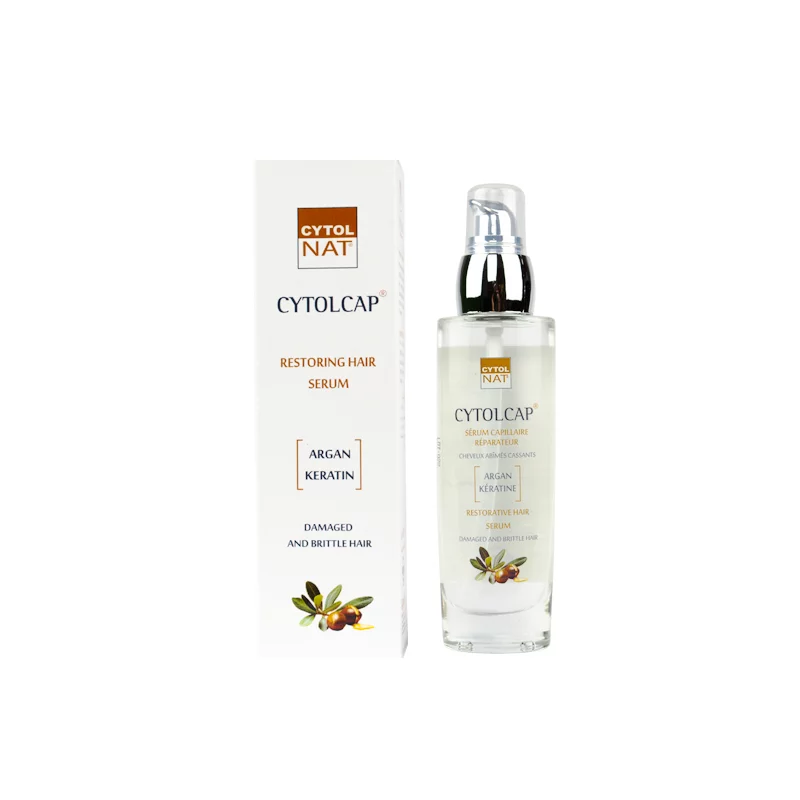 CYTOL
NAT®
CYTOLCAP®
RESTORING HAIR
SERUM
ARGAN
KERATIN
DAMAGED
AND BRITTLE HAIR
CYTOL
NAT®
CYTOLCAP®
SÉRUM CAPILLAIRE
RÉPARATEUR
CHEVEUX ABÎMÉS CASSANTS
ARGAN
KÉRATINE
RESTORATIVE HAIR
SERUM
DAMAGED AND BRITTLE HAIR